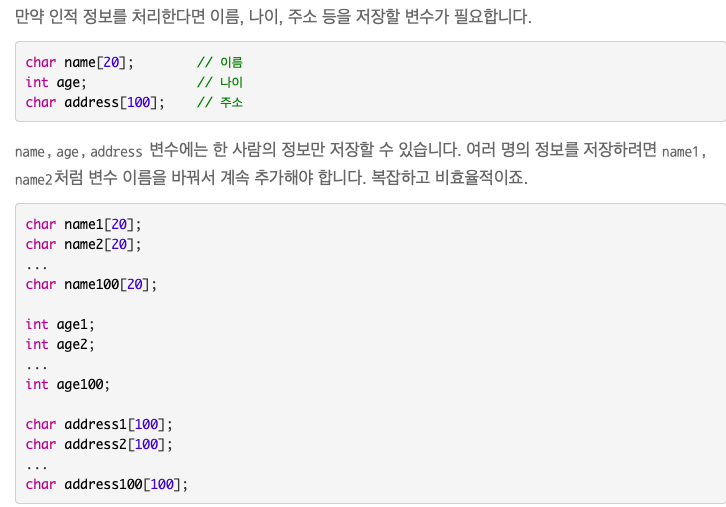 만약 인적 정보를 처리한다면 이름, 나이, 주소 등을 저장할 변수가 필요합니다.
char name[20];        // 이름
int age;              // 나이
char address[100];    // 주소
name, age, address 변수에는 한 사람의 정보만 저장할 수 있습니다. 여러 명의 정보를 저장하려면 name1,
name2처럼 변수 이름을 바꿔서 계속 추가해야 합니다. 복잡하고 비효율적이죠.
char name1[20];
char name2[20];
...
char name100[20];
int age1;
int age2;
...
int age100;
char address1[100];
char address2[100];
...
char address100[100];